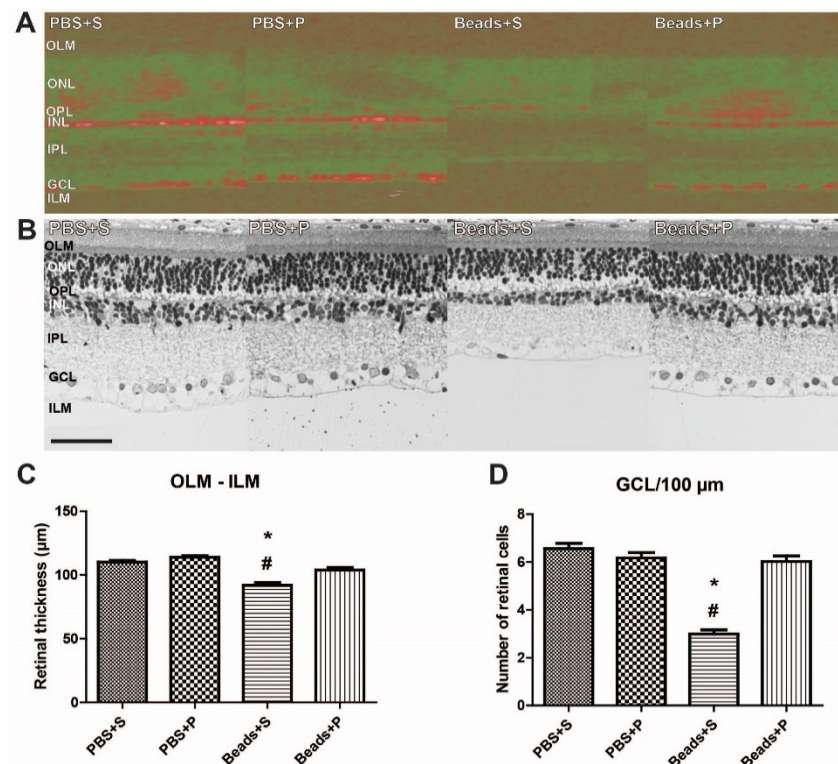 A
PBS+S
PBS+P
Beads+S
Beads+P
OLM
ONL
OPL
INL
IPL
GCL
ILM
B
PBS+S
PBS+P
Beads+S
Beads+P
OLM
ONL
OPL
INL
IPL
GCL
ILM
C
OLM - ILM
Retinal thickness (µm)
150
100
50
0
*
#
PBS+S
PBS+P
Beads+S
Beads+P
D
GCL/100 µm
Number of retinal cells
8
6
4
2
0
*
#
PBS+S
PBS+P
Beads+S
Beads+P